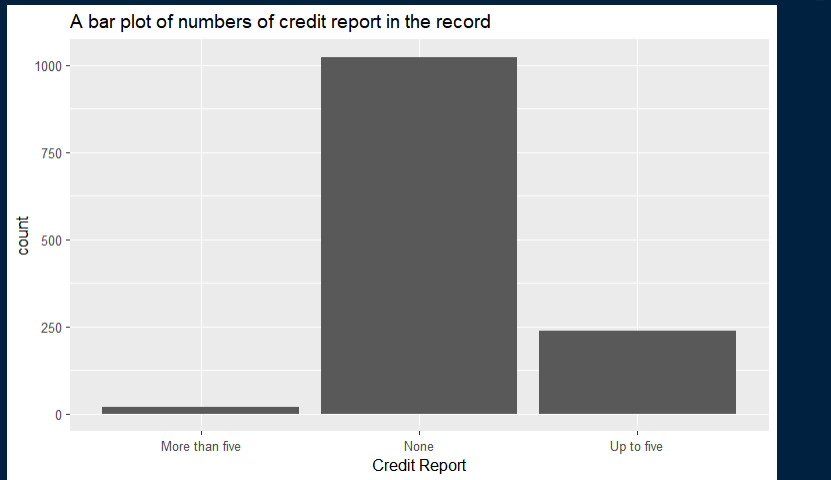 A bar plot of numbers of credit report in the record
1000
750
500
250
0
count
More than five
None
Up to five
Credit Report